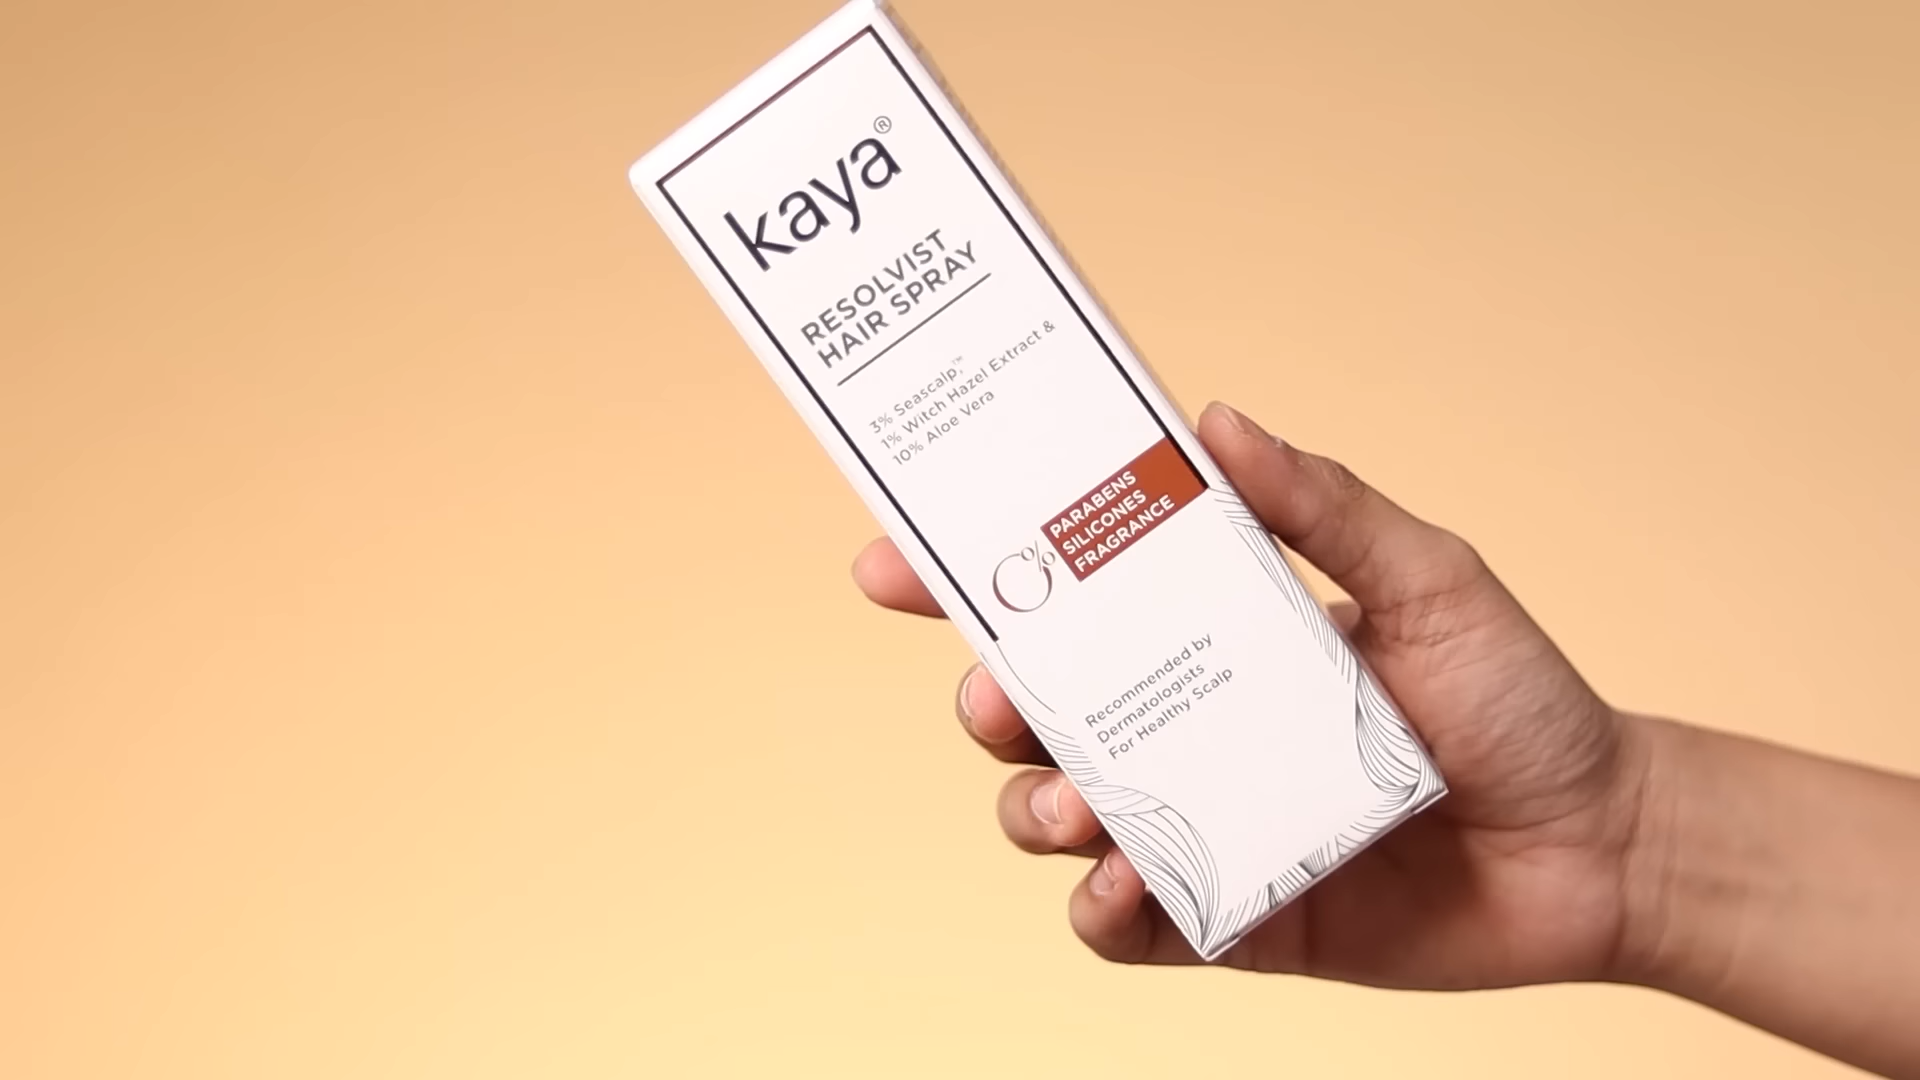 kaya®
RESOLVIST
HAIR SPRAY
3% Seascalp,™
1% Witch Hazel Extract &
10% Aloe Vera
0%
PARABENS
SILICONES
FRAGRANCE
Recommended by
Dermatologists
For Healthy Scalp